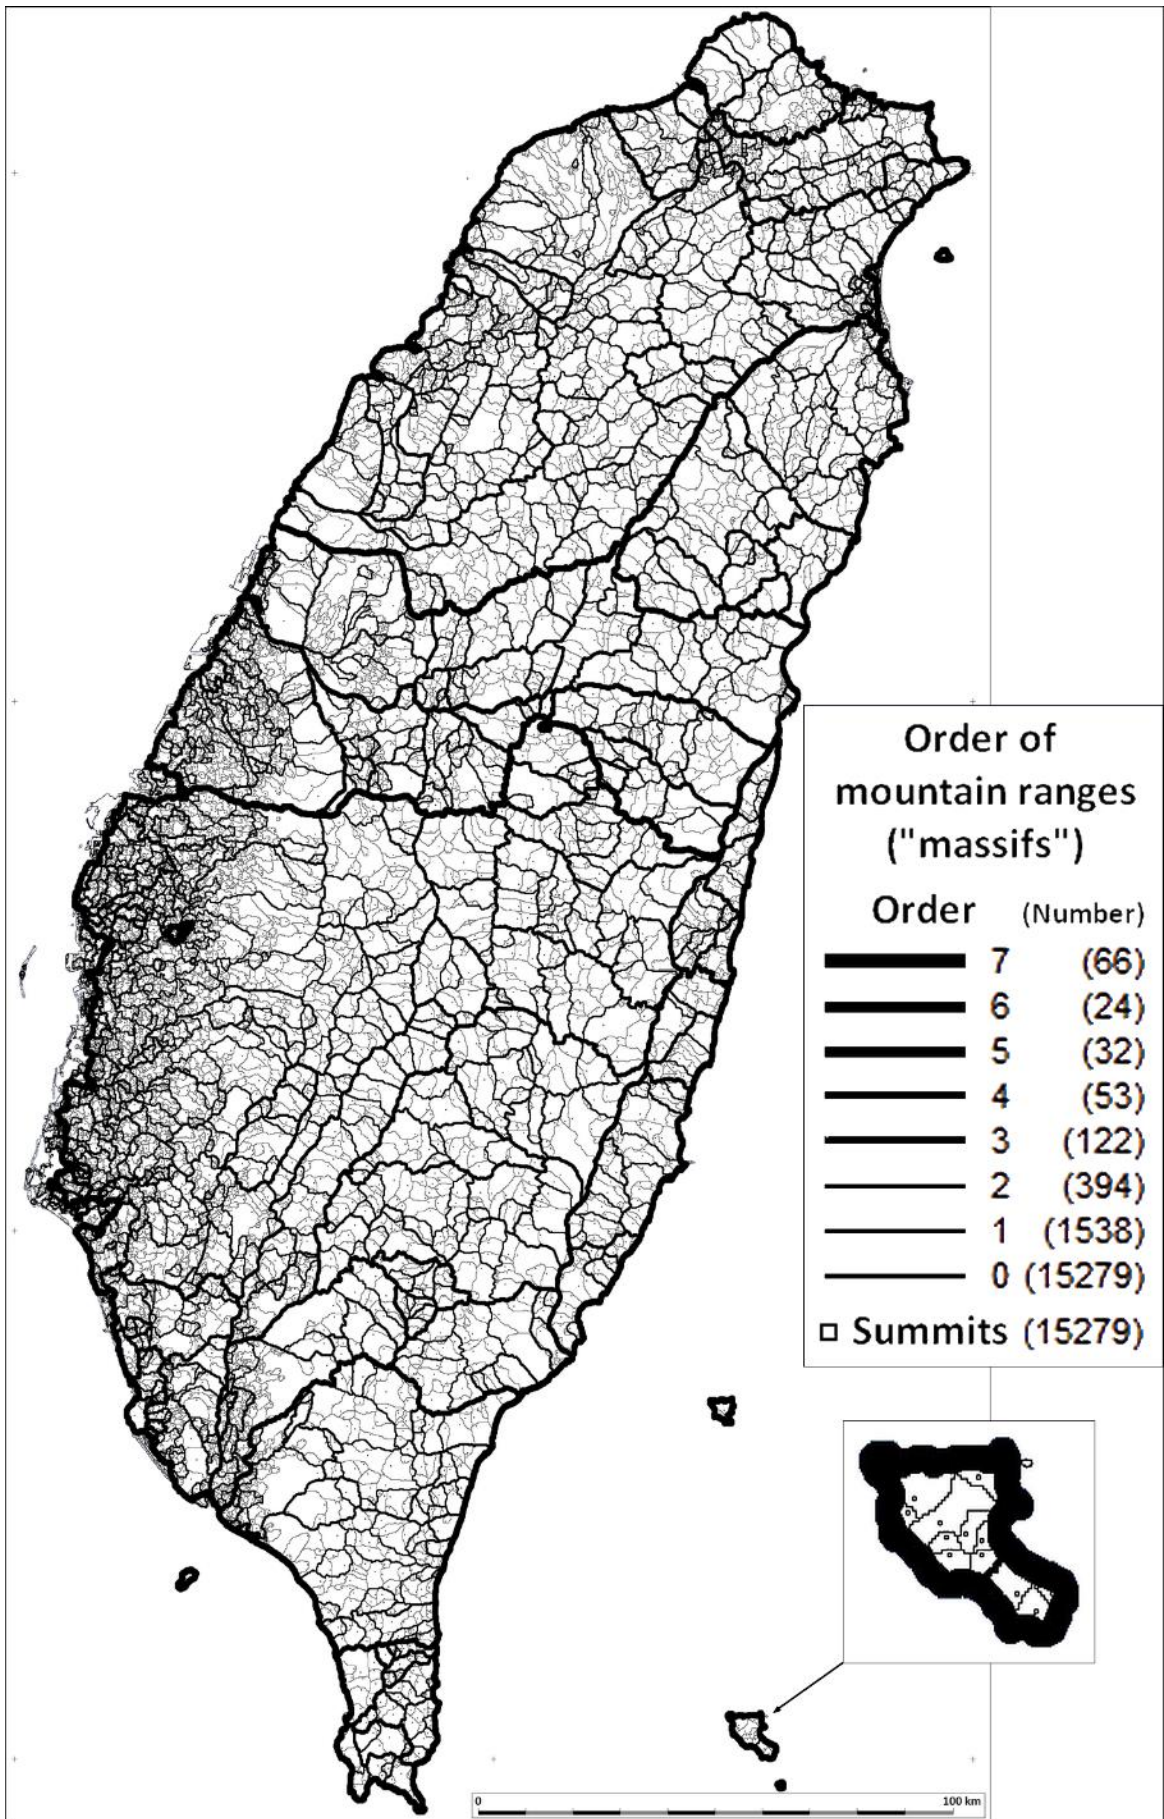 Order of
mountain ranges
("massifs")
Order (Number)
7 (66)
6 (24)
5 (32)
4 (53)
3 (122)
2 (394)
1 (1538)
0 (15279)
Summits (15279)
0 100 km